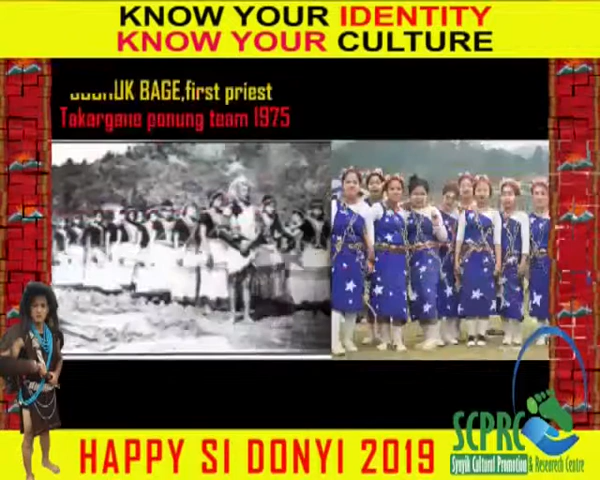 KNOW YOUR IDENTITY
KNOW YOUR CULTURE
BAGE,first priest
Takargane ponung team 1975
HAPPY SI DONYI 2019
SCPRC
Synyik Cultural Promotion & Research Centre